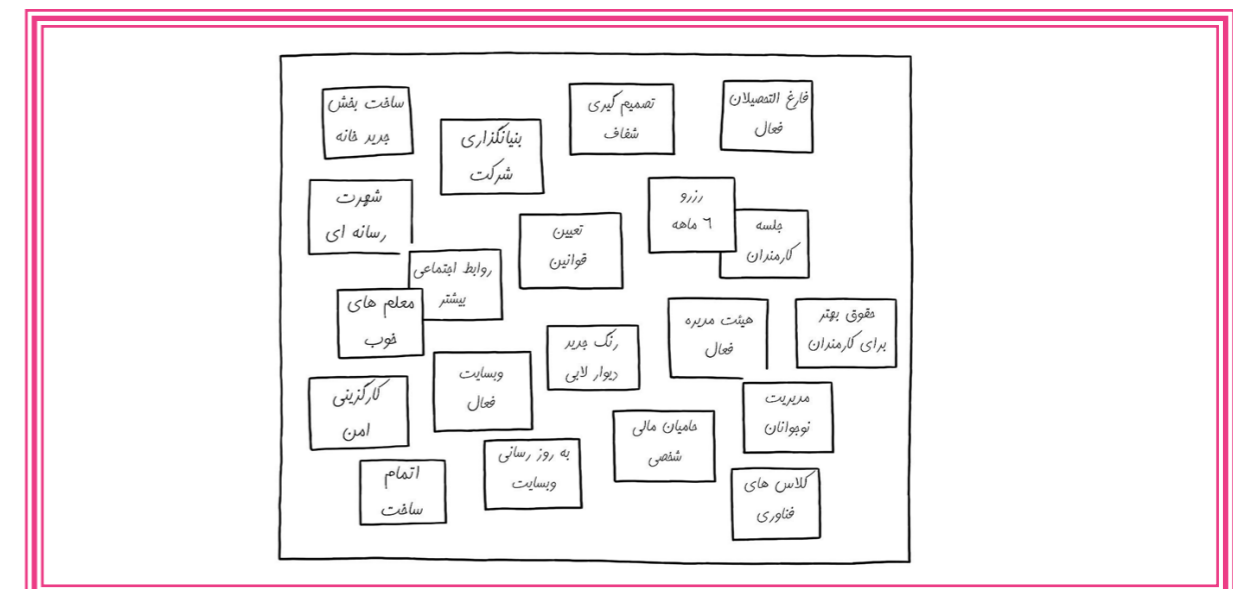 فارغ التحصیلان
فعال
تصمیم گیری
شفاف
ساخت بخش
جدید خانه
بنیانگذاری
شرکت
رزرو
۶ ماهه
جلسه
کارمندان
شهرت
رسانه ای
تعیین
قوانین
روابط اجتماعی
بیشتر
معلم های
خوب
حقوق بهتر
برای کارمندان
هیئت مدیره
فعال
رنگ جدید
دیوار لابی
وبسایت
فعال
کارگزینی
امن
مدیریت
نوجوانان
حامیان مالی
شخصی
به روز رسانی
وبسایت
اتمام
ساخت
کلاس های
فناوری